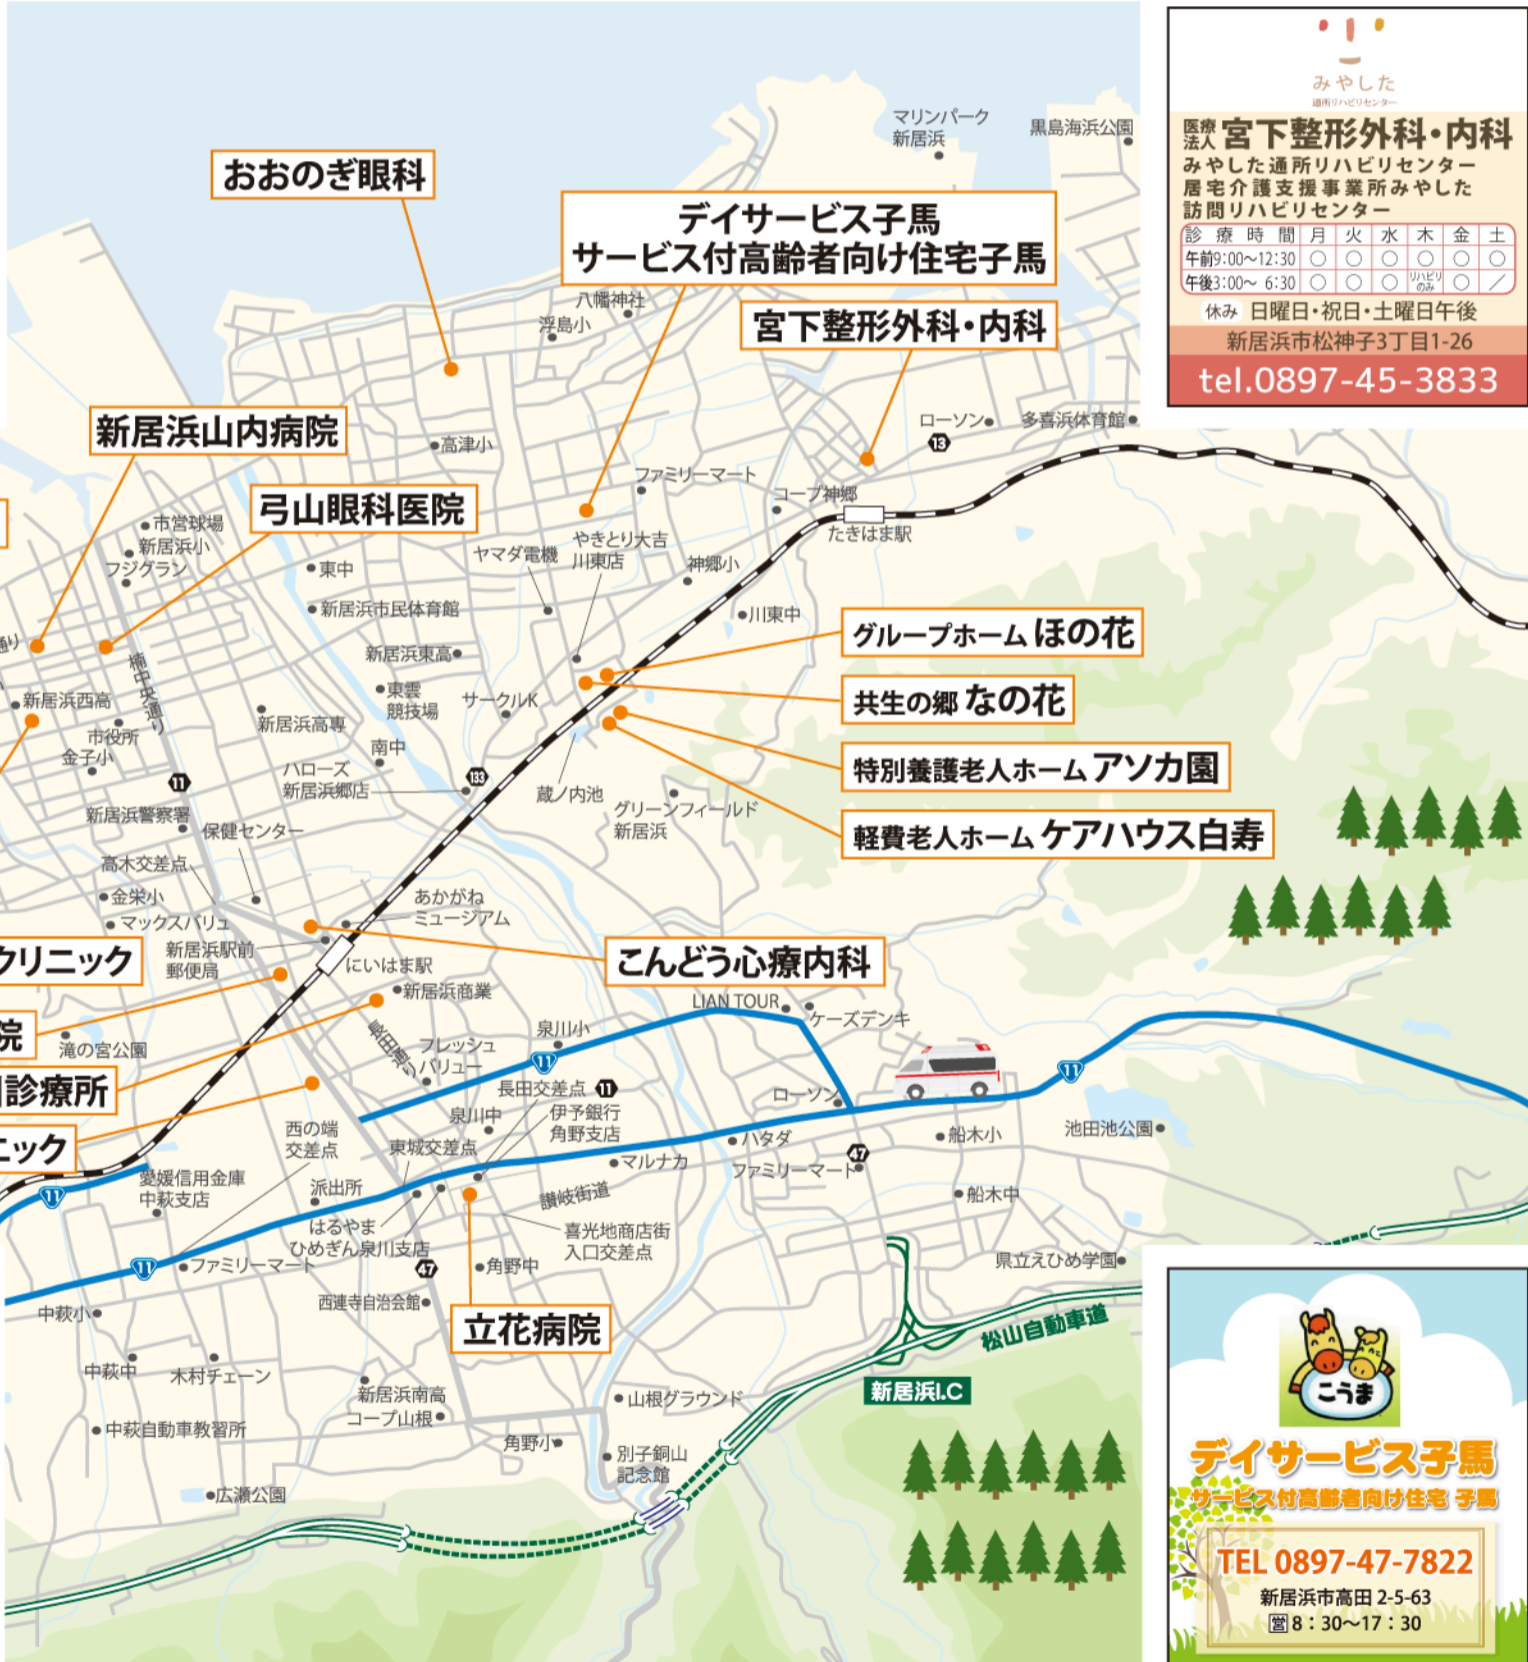 マリンパーク
新居浜
黒島海浜公園
おおのぎ眼科
デイサービス子馬
サービス付高齢者向け住宅子馬
八幡神社
浮島小
宮下整形外科・内科
新居浜山内病院
高津小
ローソン
13
多喜浜体育館
ファミリーマート
コープ神郷
弓山眼科医院
市営球場
新居浜小
フジグラン
東中
ヤマダ電機
やきとり大吉
川東店
神郷小
たきはま駅
新居浜市民体育館
川東中
通り
楠中央通り
新居浜東高
グループホーム ほの花
新居浜西高
東雲
競技場
サークルK
共生の郷 なの花
市役所
金子小
新居浜高専
南中
特別養護老人ホーム アソカ園
11
ハローズ
新居浜郷店
133
蔵ノ内池
グリーンフィールド
新居浜
軽費老人ホーム ケアハウス白寿
新居浜警察署
保健センター
高木交差点
金栄小
マックスバリュ
あかがね
ミュージアム
新居浜駅前
郵便局
クリニック
にいはま駅
こんどう心療内科
新居浜商業
LIAN TOUR
ケーズデンキ
院
滝の宮公園
長田通り
フレッシュ
バリュー
泉川小
11
11
診療所
長田交差点
11
ローソン
泉川中
伊予銀行
角野支店
西の端
交差点
東城交差点
ハタダ
船木小
池田池公園
ニック
マルナカ
ファミリーマート
47
愛媛信用金庫
中萩支店
派出所
讃岐街道
船木中
11
はるやま
ひめぎん泉川支店
喜光地商店街
入口交差点
11
ファミリーマート
47
角野中
県立えひめ学園
中萩小
西連寺自治会館
立花病院
松山自動車道
中萩中
木村チェーン
新居浜南高
コープ山根
山根グラウンド
新居浜I.C
中萩自動車教習所
角野小
別子銅山
記念館
広瀬公園
みやした
通所リハビリセンター
医療法人 宮下整形外科・内科
みやした通所リハビリセンター
居宅介護支援事業所みやした
訪問リハビリセンター
診療時間 月 火 水 木 金 土
午前9:00〜12:30 ○ ○ ○ ○ ○ ○
午後3:00〜 6:30 ○ ○ ○ リハビリのみ ○ ／
休み 日曜日・祝日・土曜日午後
新居浜市松神子3丁目1-26
tel.0897-45-3833
こうま
デイサービス子馬
サービス付高齢者向け住宅 子馬
TEL 0897-47-7822
新居浜市高田 2-5-63
営 8：30〜17：30